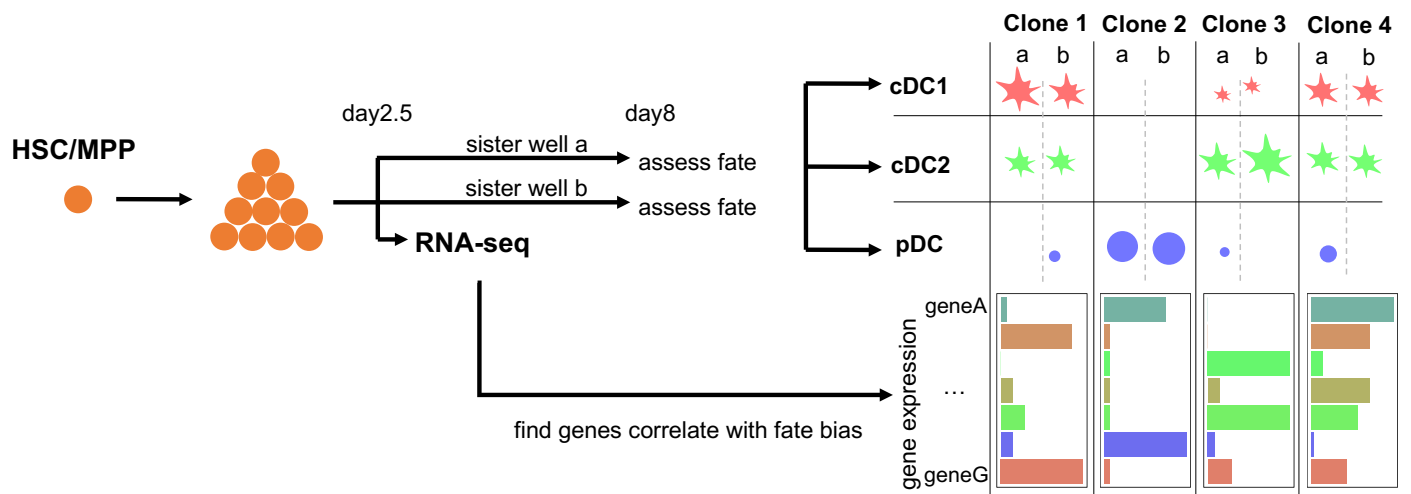 Clone 1 Clone 2 Clone 3 Clone 4
a b a b a b a b
cDC1
day2.5 day8
HSC/MPP
sister well a
assess fate
cDC2
sister well b
assess fate
RNA-seq
pDC
geneA
gene expression
...
find genes correlate with fate bias
geneG